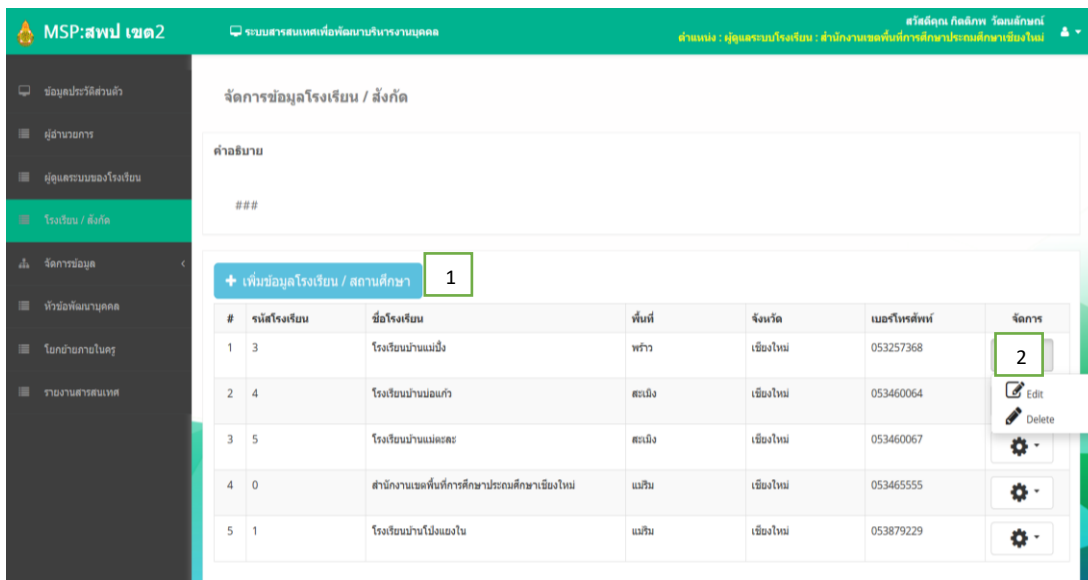 MSP:สพป เขต2
ระบบสารสนเทศเพื่อพัฒนาบริหารงานบุคคล
สวัสดีคุณ กิตติภพ วัฒนลักษณ์
ตำแหน่ง : ผู้ดูแลระบบโรงเรียน : สำนักงานเขตพื้นที่การศึกษาประถมศึกษาเชียงใหม่
ข้อมูลประวัติส่วนตัว
ผู้อำนวยการ
ผู้ดูแลระบบของโรงเรียน
โรงเรียน / สังกัด
จัดการข้อมูล
หัวข้อพัฒนาบุคคล
โยกย้ายภายในครู
รายงานสารสนเทศ
จัดการข้อมูลโรงเรียน / สังกัด
คำอธิบาย
###
+ เพิ่มข้อมูลโรงเรียน / สถานศึกษา
1
# รหัสโรงเรียน ชื่อโรงเรียน พื้นที่ จังหวัด เบอร์โทรศัพท์ จัดการ
1 3 โรงเรียนบ้านแม่ปั๋ง พร้าว เชียงใหม่ 053257368
2
2 4 โรงเรียนบ้านบ่อแก้ว สะเมิง เชียงใหม่ 053460064
Edit
Delete
3 5 โรงเรียนบ้านแม่ตะละ สะเมิง เชียงใหม่ 053460067
4 0 สำนักงานเขตพื้นที่การศึกษาประถมศึกษาเชียงใหม่ แม่ริม เชียงใหม่ 053465555
5 1 โรงเรียนบ้านโป่งแยงใน แม่ริม เชียงใหม่ 053879229